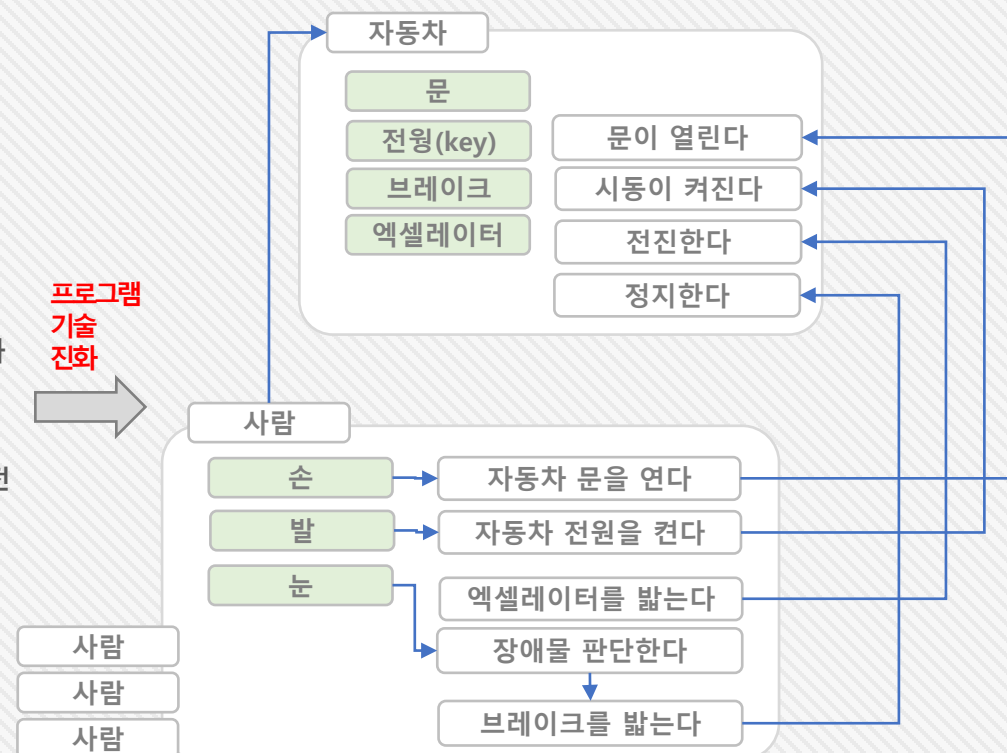 자동차
문
전웡(key)
브레이크
엑셀레이터
문이 열린다
시동이 켜진다
전진한다
정지한다
프로그램
기술
진화
사람
손
발
눈
자동차 문을 연다
자동차 전원을 켠다
엑셀레이터를 밟는다
장애물 판단한다
브레이크를 밟는다
사람
사람
사람